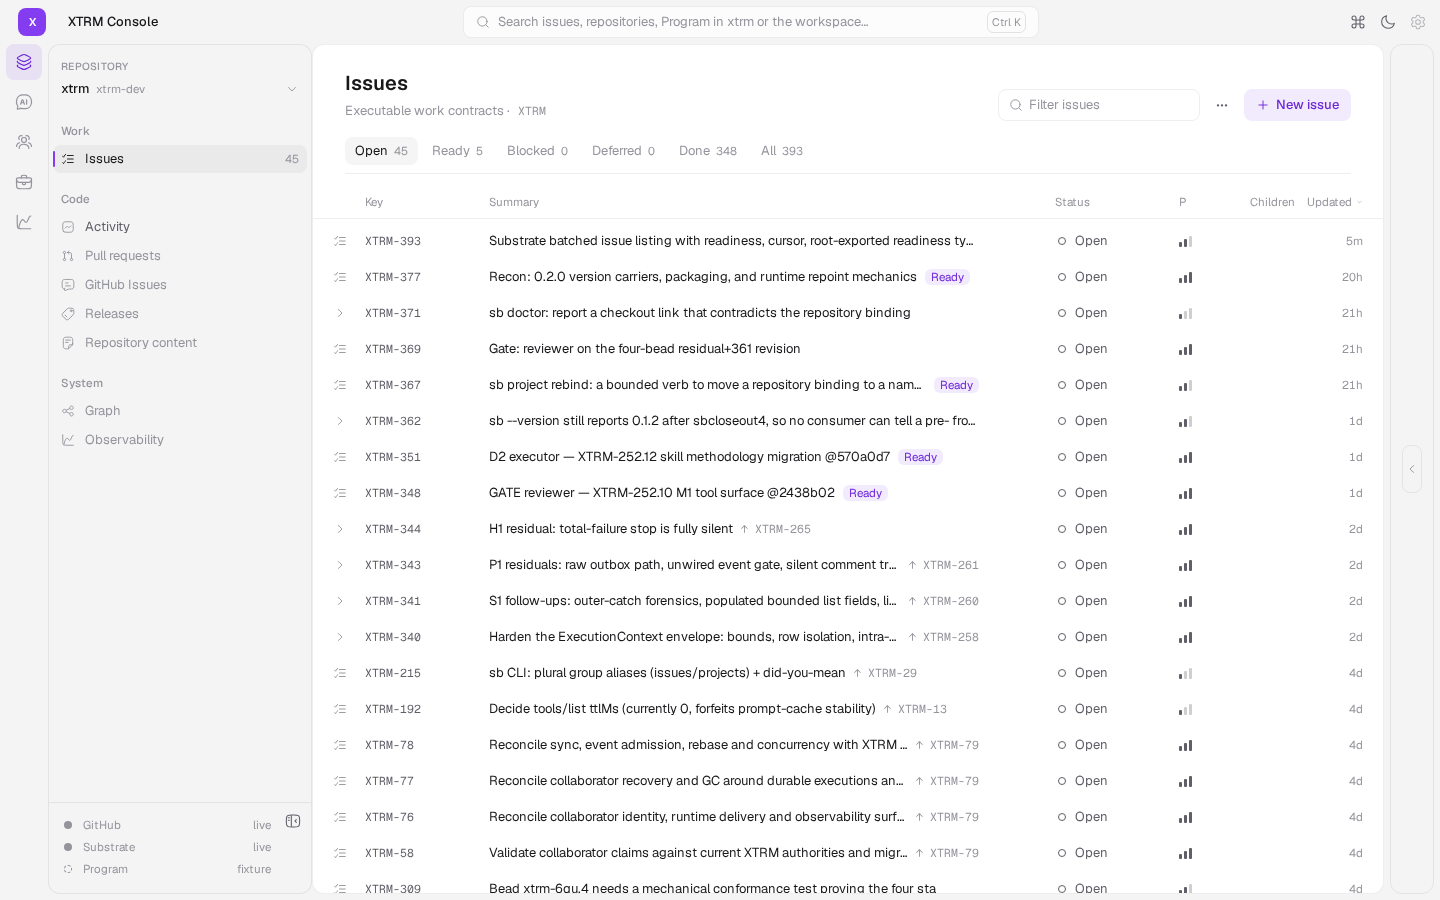 X XTRM Console Search issues, repositories, Program in xtrm or the workspace... Ctrl K
REPOSITORY
xtrm xtrm-dev
Work
Issues 45
Code
Activity
Pull requests
GitHub Issues
Releases
Repository content
System
Graph
Observability
GitHub live
Substrate live
Program fixture
Issues
Executable work contracts · XTRM
Filter issues ... + New issue
Open 45 Ready 5 Blocked 0 Deferred 0 Done 348 All 393
Key Summary Status P Children Updated
XTRM-393 Substrate batched issue listing with readiness, cursor, root-exported readiness ty... Open 5m
XTRM-377 Recon: 0.2.0 version carriers, packaging, and runtime repoint mechanics Ready Open 20h
XTRM-371 sb doctor: report a checkout link that contradicts the repository binding Open 21h
XTRM-369 Gate: reviewer on the four-bead residual+361 revision Open 21h
XTRM-367 sb project rebind: a bounded verb to move a repository binding to a nam... Ready Open 21h
XTRM-362 sb --version still reports 0.1.2 after sbcloseout4, so no consumer can tell a pre- fro... Open 1d
XTRM-351 D2 executor — XTRM-252.12 skill methodology migration @570a0d7 Ready Open 1d
XTRM-348 GATE reviewer — XTRM-252.10 M1 tool surface @2438b02 Ready Open 1d
XTRM-344 H1 residual: total-failure stop is fully silent ↑ XTRM-265 Open 2d
XTRM-343 P1 residuals: raw outbox path, unwired event gate, silent comment tr... ↑ XTRM-261 Open 2d
XTRM-341 S1 follow-ups: outer-catch forensics, populated bounded list fields, li... ↑ XTRM-260 Open 2d
XTRM-340 Harden the ExecutionContext envelope: bounds, row isolation, intra-... ↑ XTRM-258 Open 2d
XTRM-215 sb CLI: plural group aliases (issues/projects) + did-you-mean ↑ XTRM-29 Open 4d
XTRM-192 Decide tools/list ttlMs (currently 0, forfeits prompt-cache stability) ↑ XTRM-13 Open 4d
XTRM-78 Reconcile sync, event admission, rebase and concurrency with XTRM ... ↑ XTRM-79 Open 4d
XTRM-77 Reconcile collaborator recovery and GC around durable executions an... ↑ XTRM-79 Open 4d
XTRM-76 Reconcile collaborator identity, runtime delivery and observability surf... ↑ XTRM-79 Open 4d
XTRM-58 Validate collaborator claims against current XTRM authorities and migr... ↑ XTRM-79 Open 4d
XTRM-309 Bead xtrm-6qu.4 needs a mechanical conformance test proving the four sta Open 4d